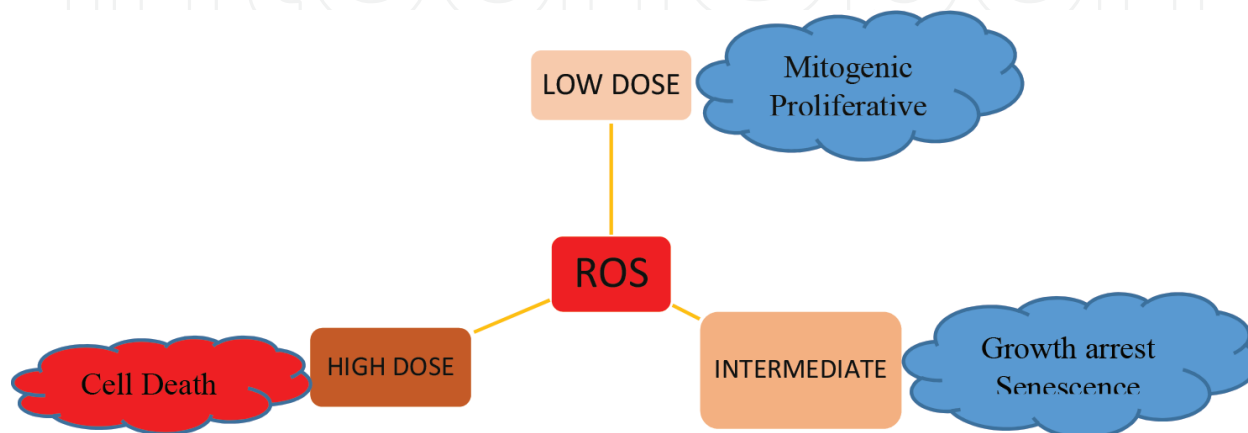 LOW DOSE
Mitogenic
Proliferative
ROS
HIGH DOSE
Cell Death
INTERMEDIATE
Growth arrest
Senescence